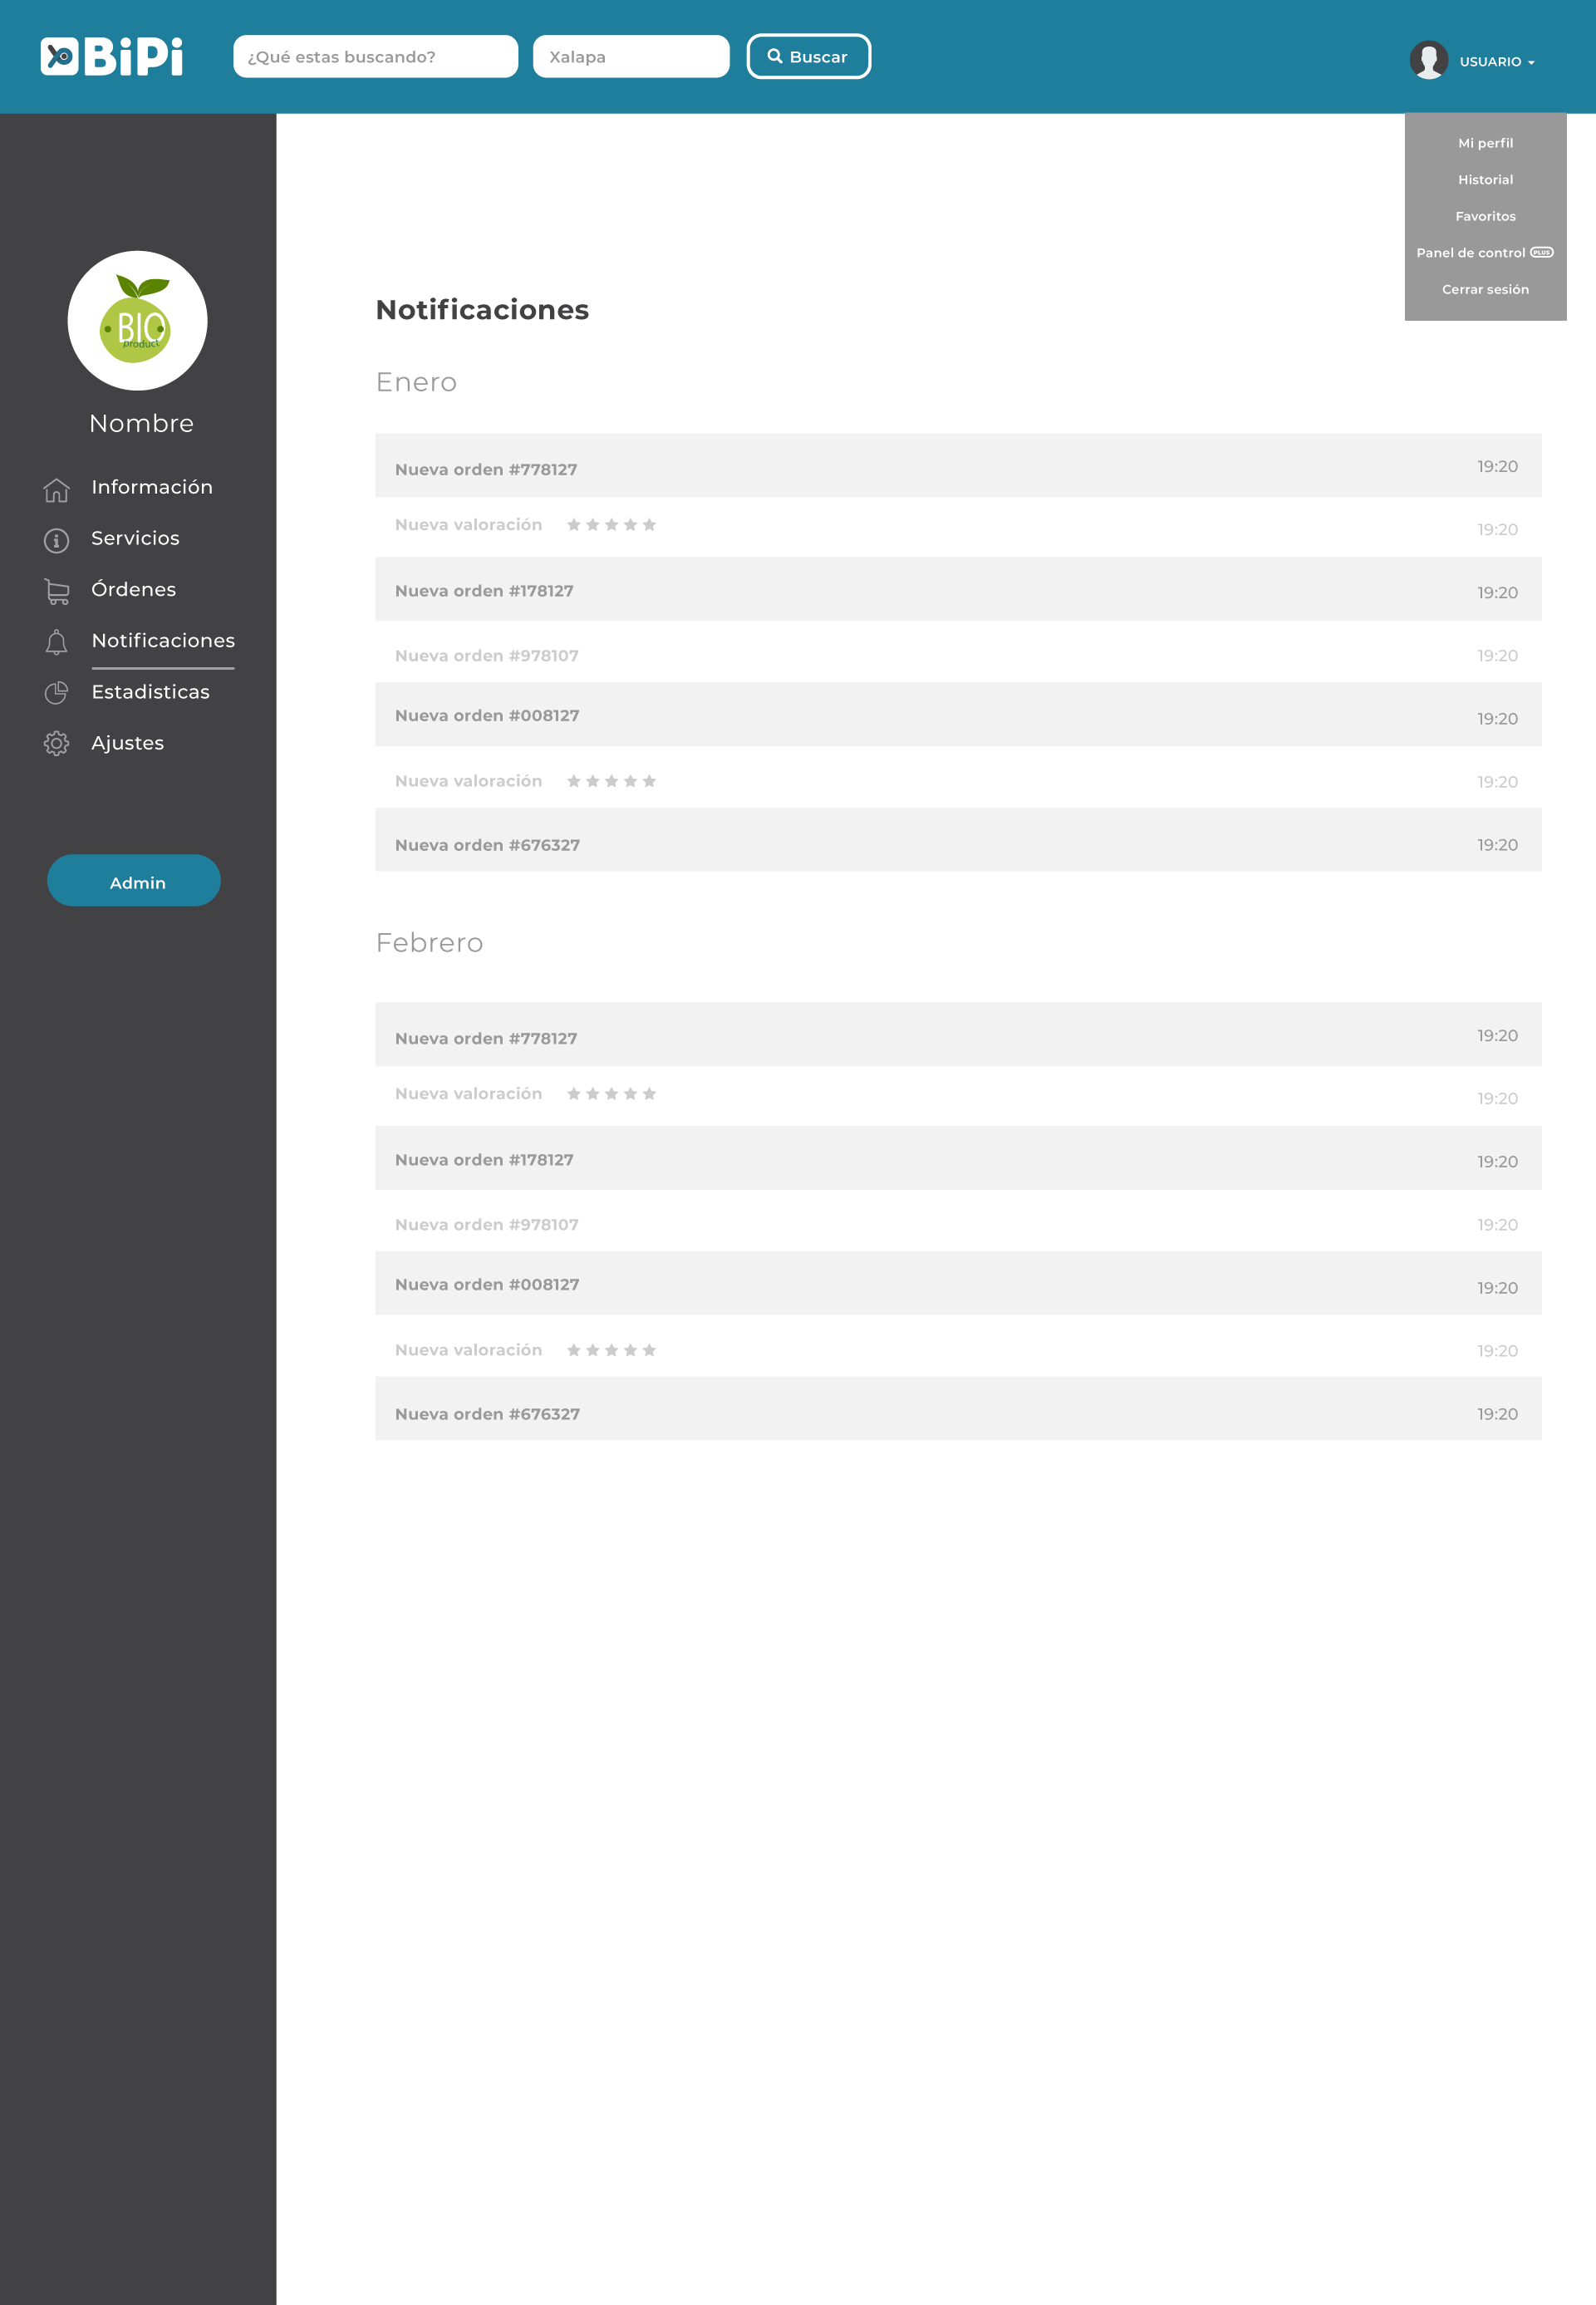 BiPi
¿Qué estas buscando?
Xalapa
Buscar
USUARIO
Mi perfil
Historial
Favoritos
Panel de control PLUS
Cerrar sesión
BIO
product
Nombre
Información
Servicios
Órdenes
Notificaciones
Estadisticas
Ajustes
Admin
Notificaciones
Enero
Nueva orden #778127 19:20
Nueva valoración 19:20
Nueva orden #178127 19:20
Nueva orden #978107 19:20
Nueva orden #008127 19:20
Nueva valoración 19:20
Nueva orden #676327 19:20
Febrero
Nueva orden #778127 19:20
Nueva valoración 19:20
Nueva orden #178127 19:20
Nueva orden #978107 19:20
Nueva orden #008127 19:20
Nueva valoración 19:20
Nueva orden #676327 19:20